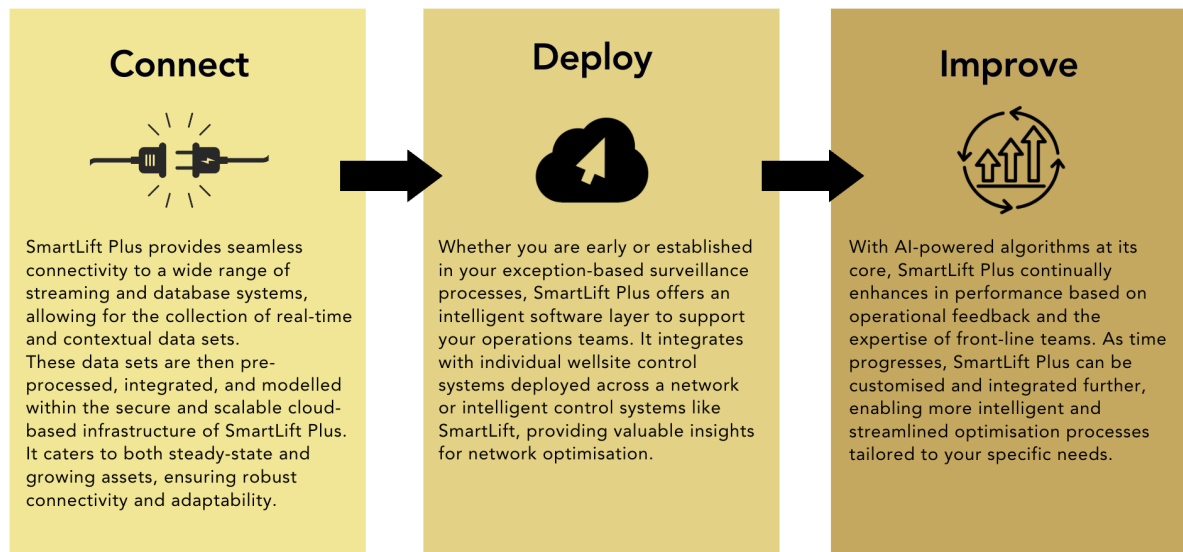 Connect
SmartLift Plus provides seamless
connectivity to a wide range of
streaming and database systems,
allowing for the collection of real-time
and contextual data sets.
These data sets are then pre-
processed, integrated, and modelled
within the secure and scalable cloud-
based infrastructure of SmartLift Plus.
It caters to both steady-state and
growing assets, ensuring robust
connectivity and adaptability.
Deploy
Whether you are early or established
in your exception-based surveillance
processes, SmartLift Plus offers an
intelligent software layer to support
your operations teams. It integrates
with individual wellsite control
systems deployed across a network
or intelligent control systems like
SmartLift, providing valuable insights
for network optimisation.
Improve
With AI-powered algorithms at its
core, SmartLift Plus continually
enhances in performance based on
operational feedback and the
expertise of front-line teams. As time
progresses, SmartLift Plus can be
customised and integrated further,
enabling more intelligent and
streamlined optimisation processes
tailored to your specific needs.